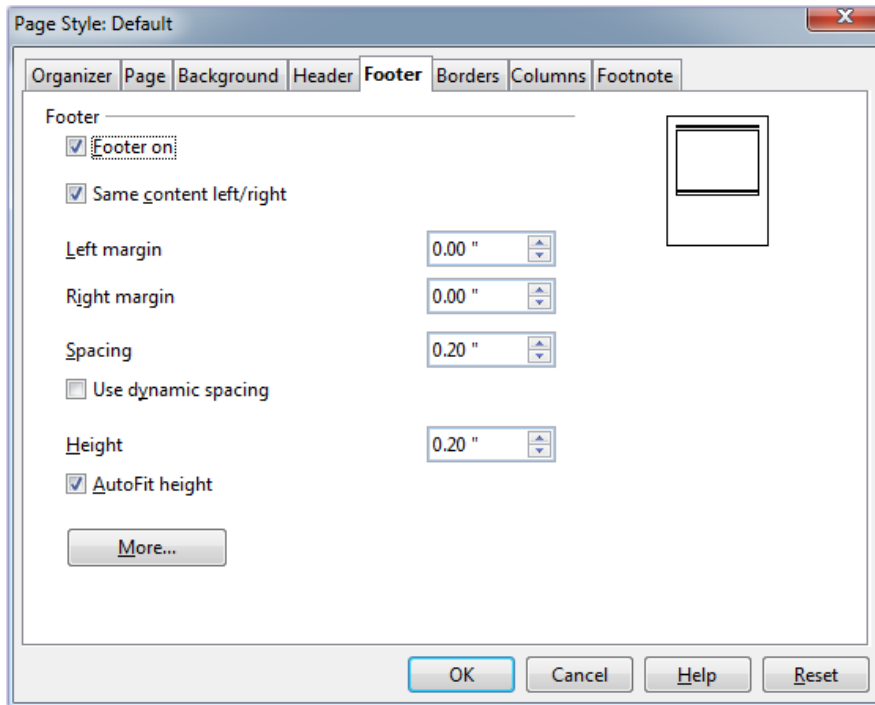 Page Style: Default
Organizer Page Background Header Footer Borders Columns Footnote
Footer
Footer on
Same content left/right
Left margin 0.00 "
Right margin 0.00 "
Spacing 0.20 "
Use dynamic spacing
Height 0.20 "
AutoFit height
More...
OK Cancel Help Reset